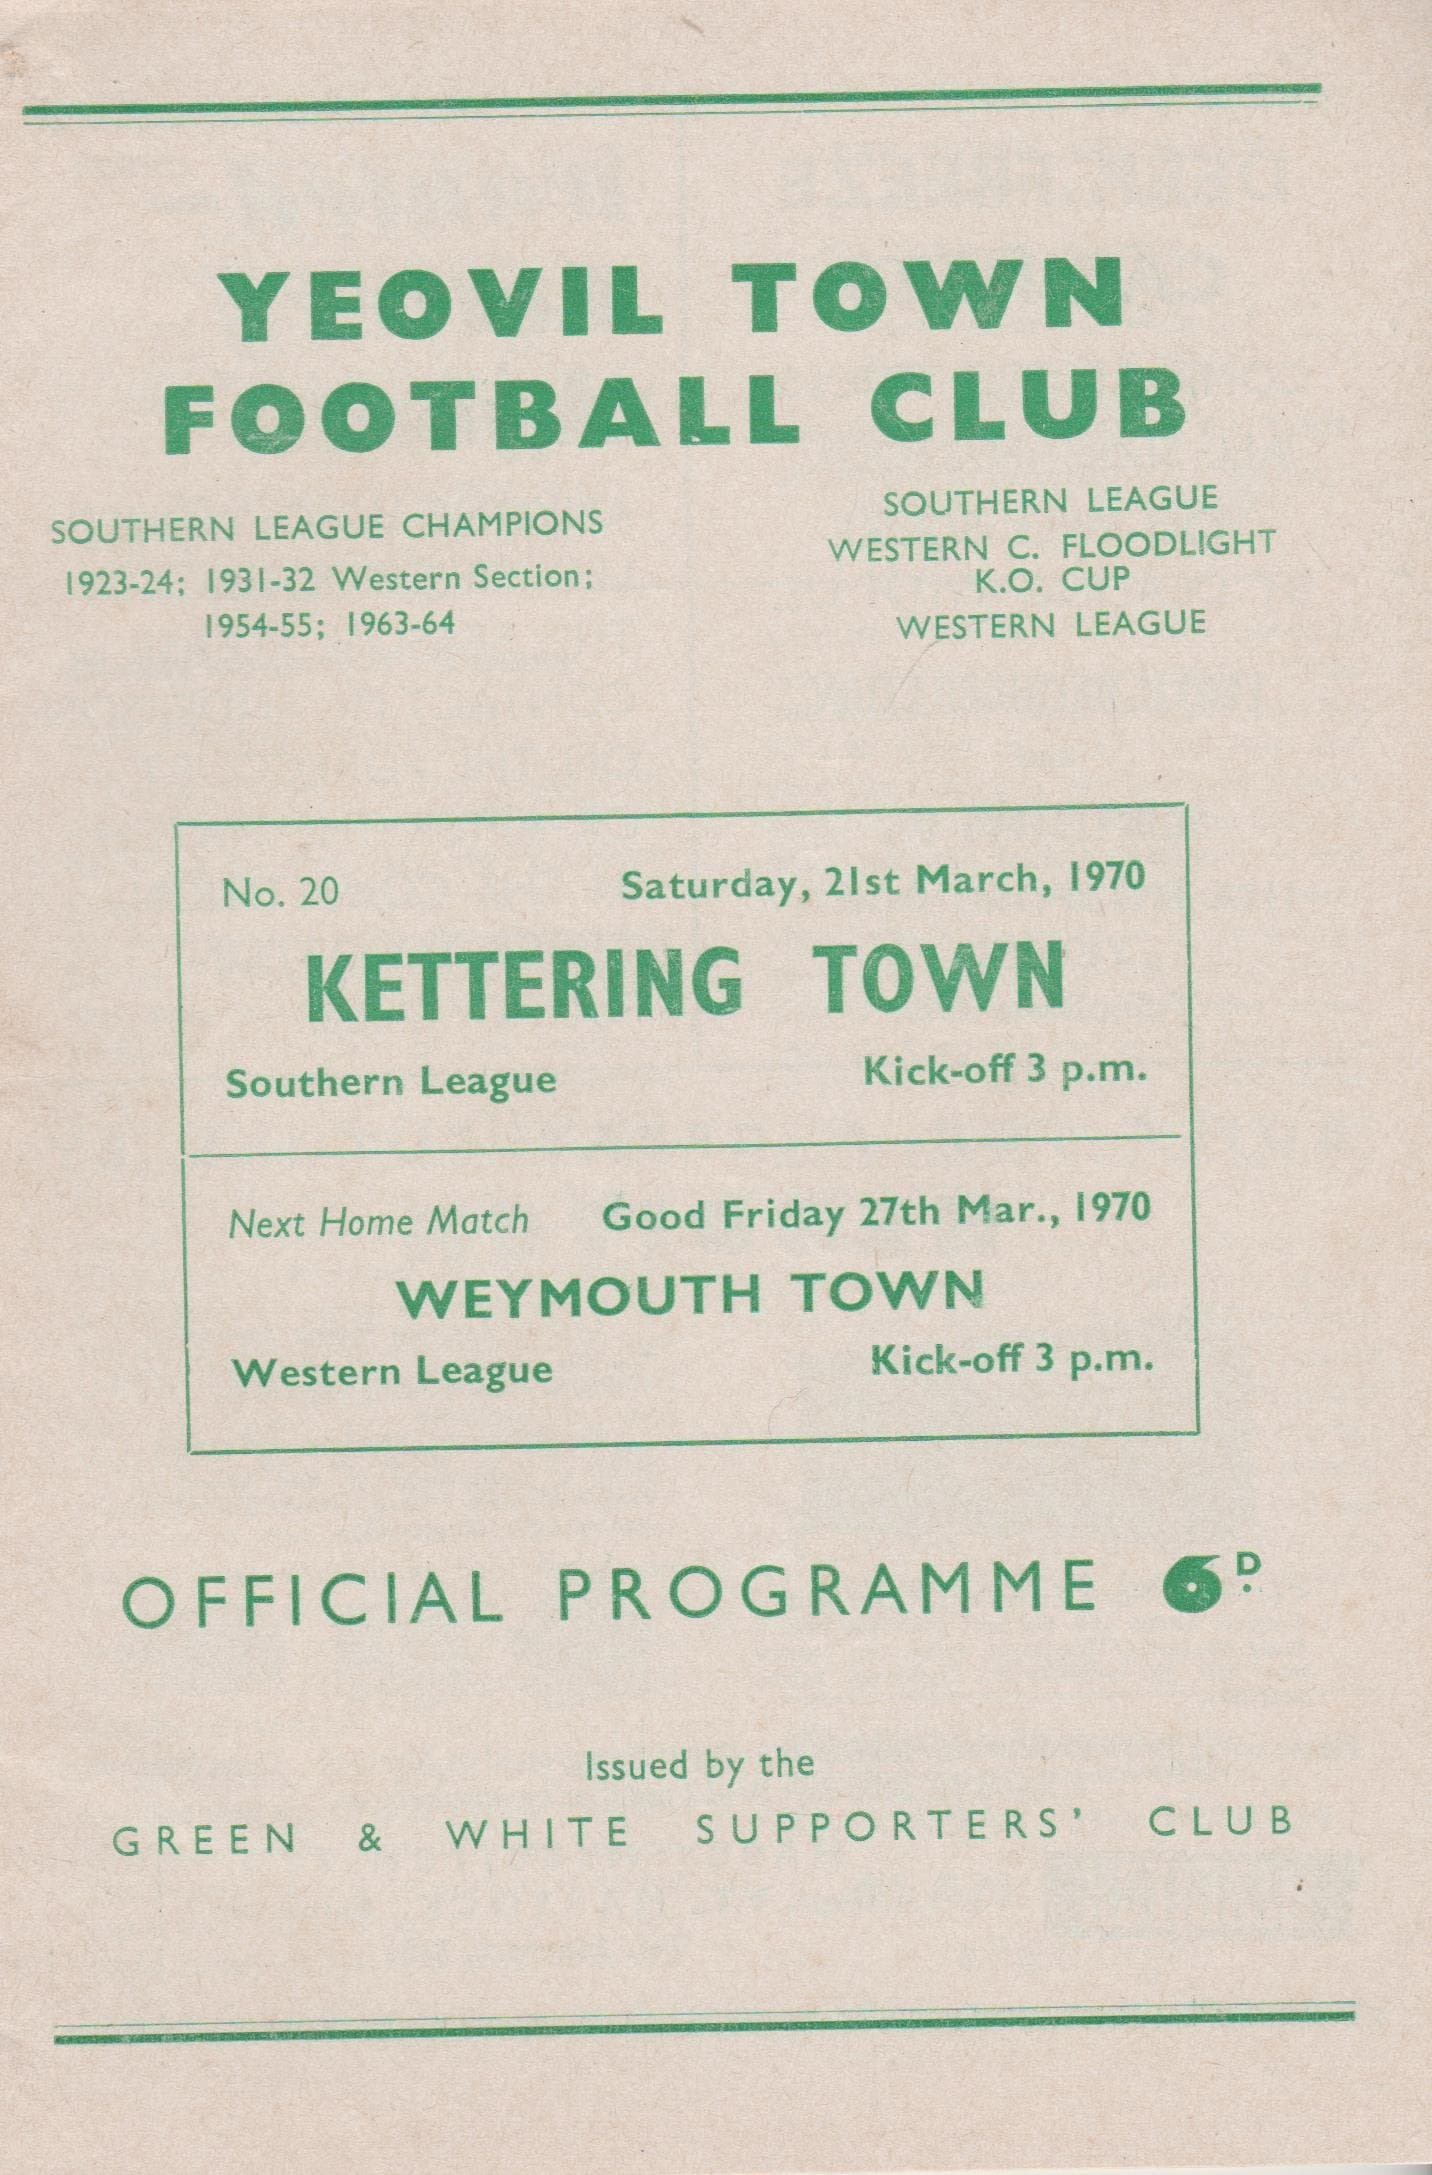 YEOVIL TOWN
FOOTBALL CLUB
SOUTHERN LEAGUE CHAMPIONS
1923-24; 1931-32 Western Section;
1954-55; 1963-64
SOUTHERN LEAGUE
WESTERN C. FLOODLIGHT
K.O. CUP
WESTERN LEAGUE
No. 20 Saturday, 21st March, 1970
KETTERING TOWN
Southern League Kick-off 3 p.m.
Next Home Match Good Friday 27th Mar., 1970
WEYMOUTH TOWN
Western League Kick-off 3 p.m.
OFFICIAL PROGRAMME 6D.
Issued by the
GREEN & WHITE SUPPORTERS' CLUB